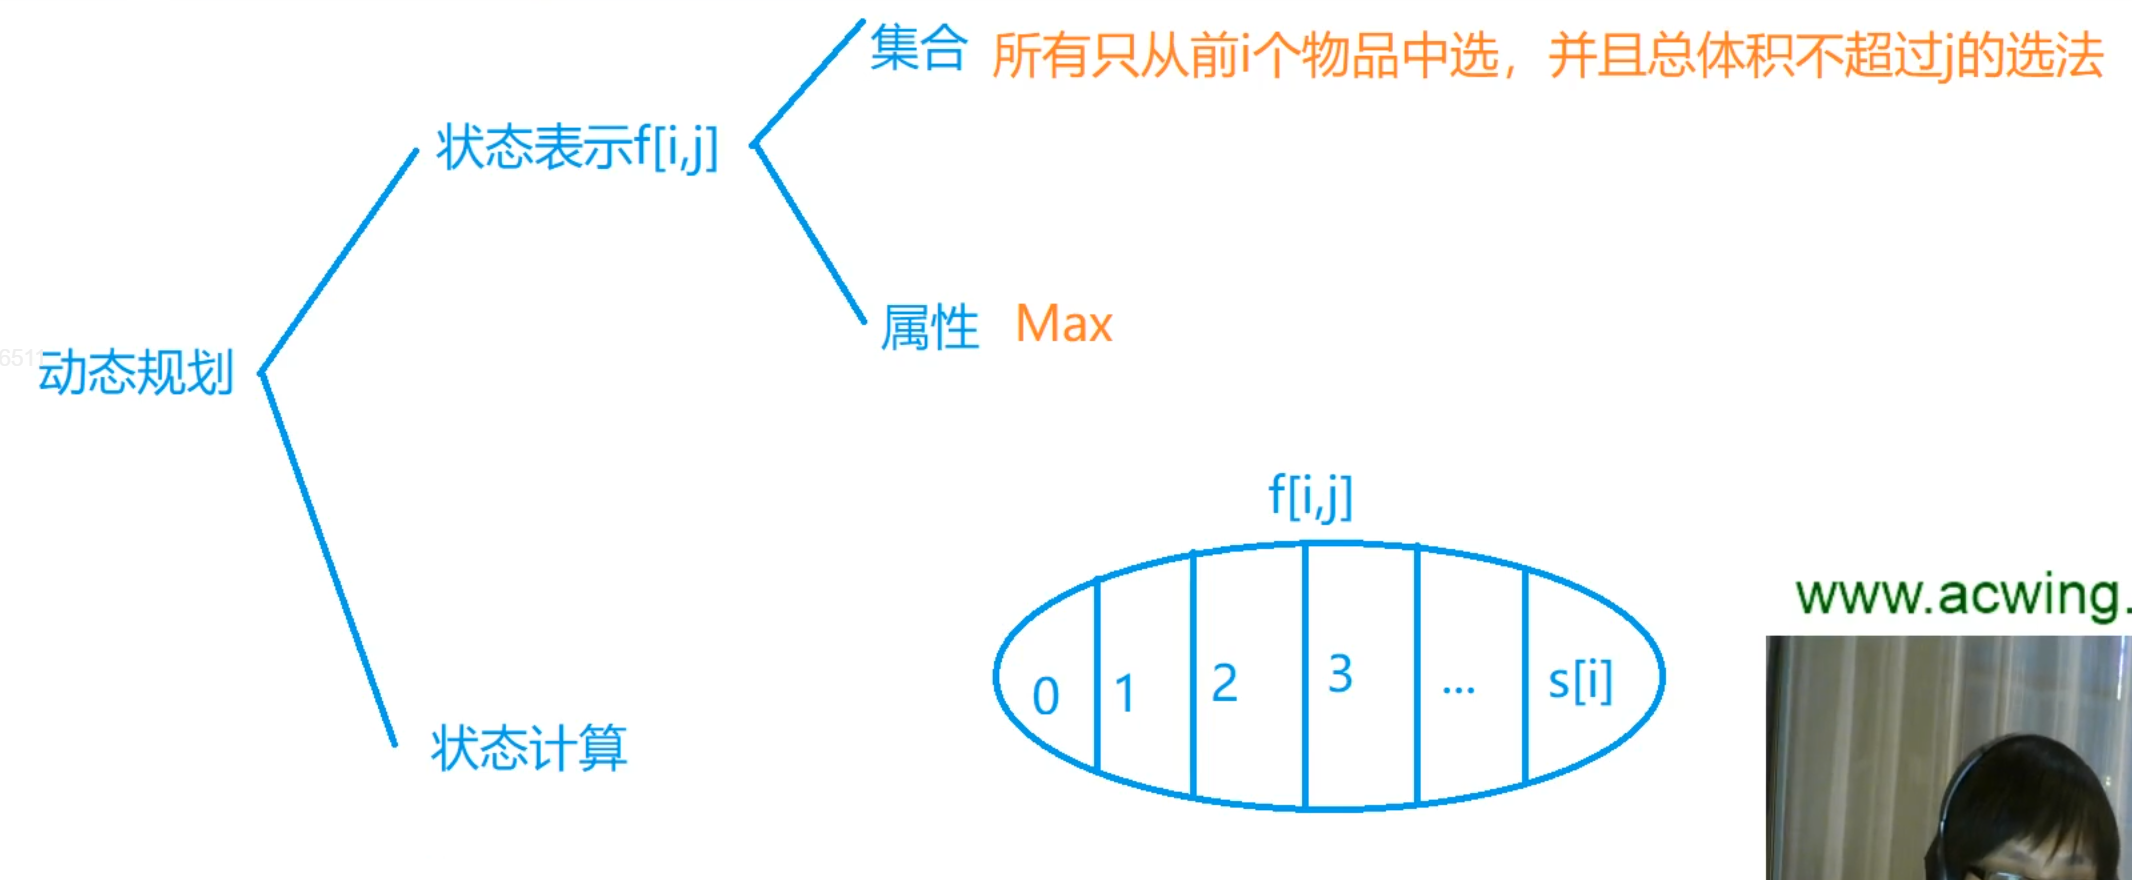 集合 所有只从前i个物品中选，并且总体积不超过j的选法
状态表示f[i,j]
属性 Max
6511
动态规划
f[i,j]
www.acwing.
0 1 2 3 ... s[i]
状态计算